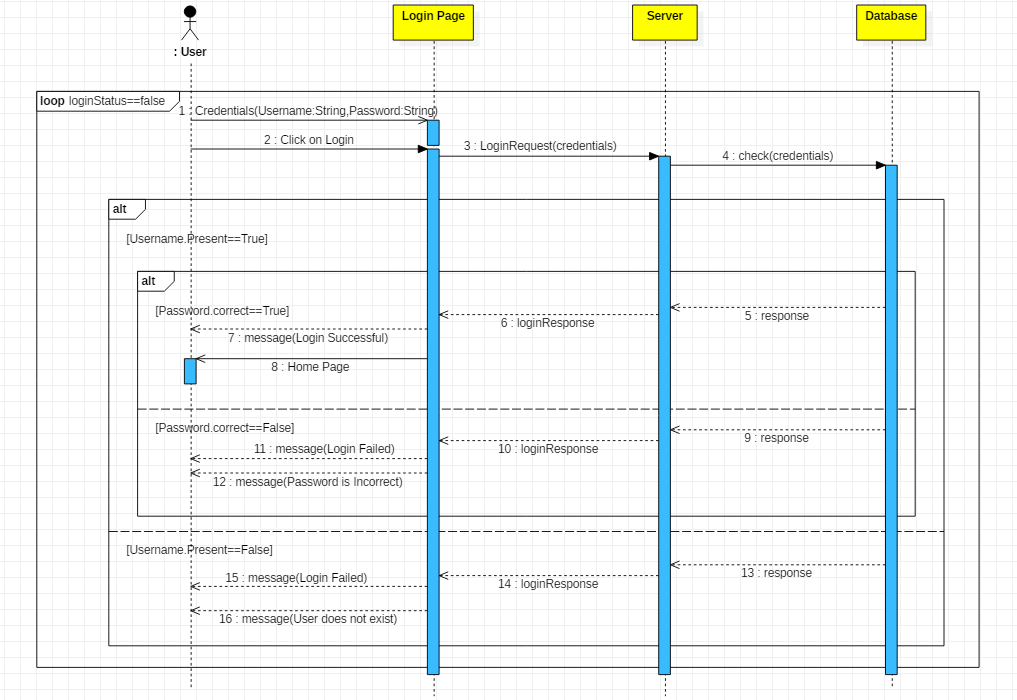 Login Page
Server
Database
: User
loop loginStatus==false
1 : Credentials(Username:String,Password:String)
2 : Click on Login
3 : LoginRequest(credentials)
4 : check(credentials)
alt
[Username.Present==True]
alt
[Password.correct==True]
5 : response
6 : loginResponse
7 : message(Login Successful)
8 : Home Page
[Password.correct==False]
9 : response
10 : loginResponse
11 : message(Login Failed)
12 : message(Password is Incorrect)
[Username.Present==False]
13 : response
14 : loginResponse
15 : message(Login Failed)
16 : message(User does not exist)